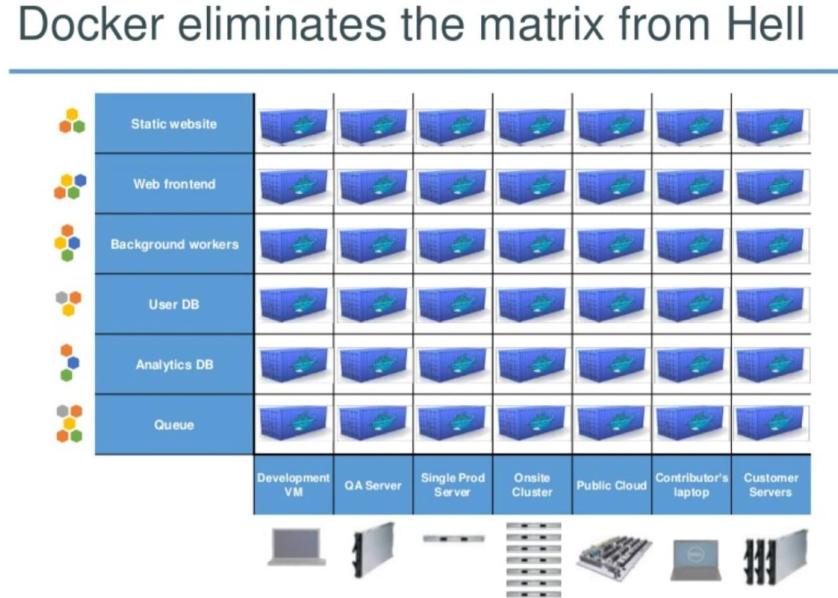 Docker eliminates the matrix from Hell
Static website
Web frontend
Background workers
User DB
Analytics DB
Queue
Development
VM
QA Server
Single Prod
Server
Onsite
Cluster
Public Cloud
Contributor's
laptop
Customer
Servers